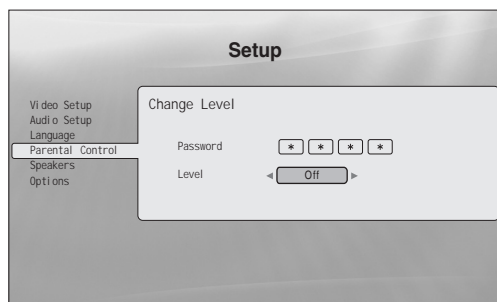 Setup
Video Setup
Audio Setup
Language
Parental Control
Speakers
Options
Change Level
Password * * * *
Level ◀ Off ▶